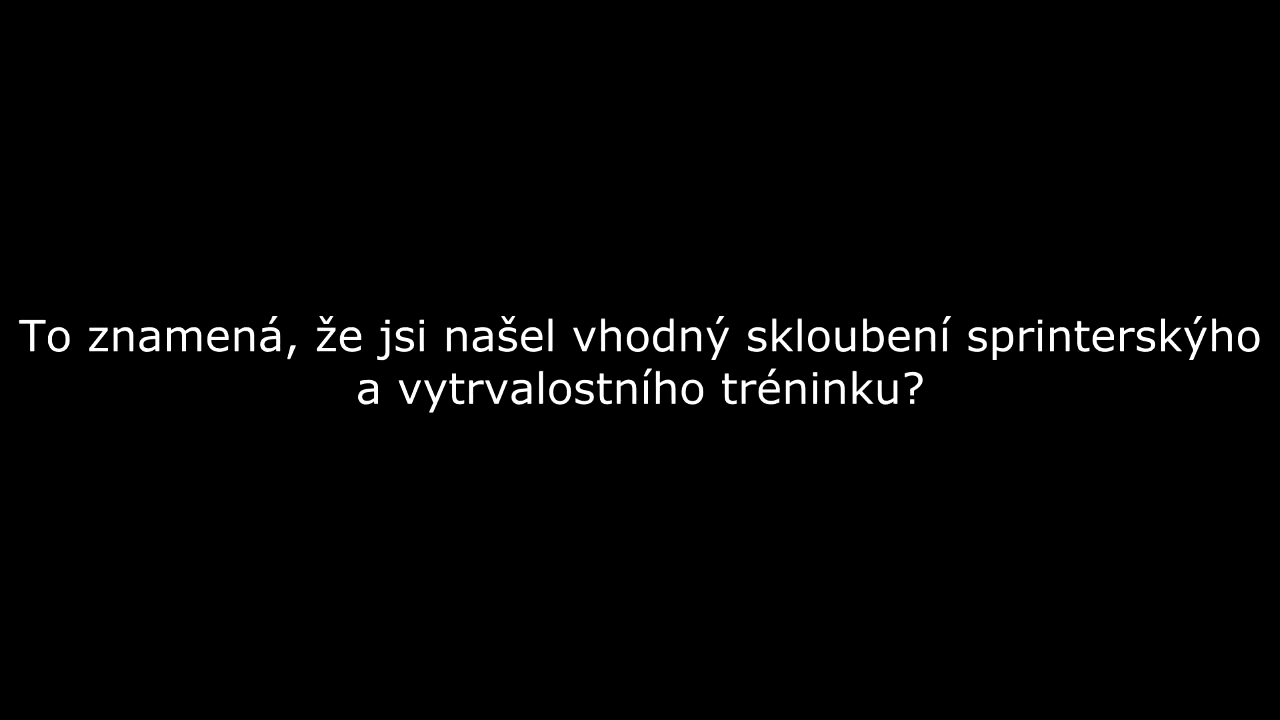 To znamená, že jsi našel vhodný skloubení sprinterskýho
a vytrvalostního tréninku?